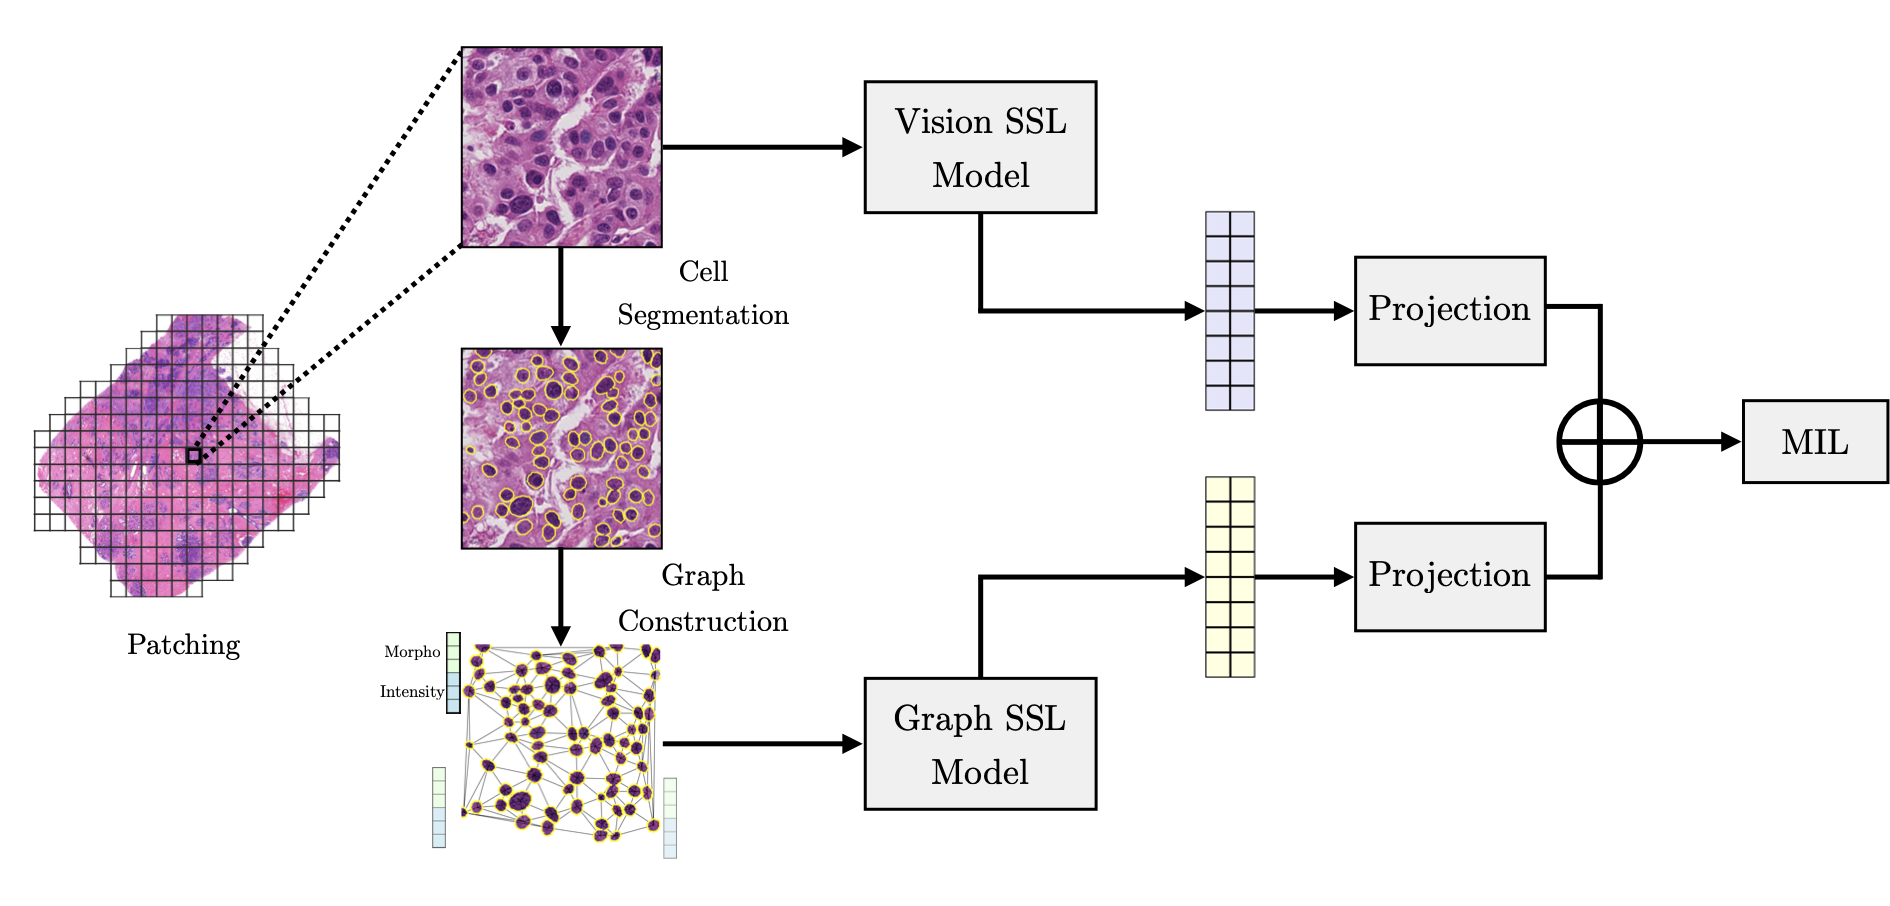 Vision SSL
Model
Cell
Segmentation
Projection
MIL
Graph
Construction
Projection
Patching
Morpho
Intensity
Graph SSL
Model